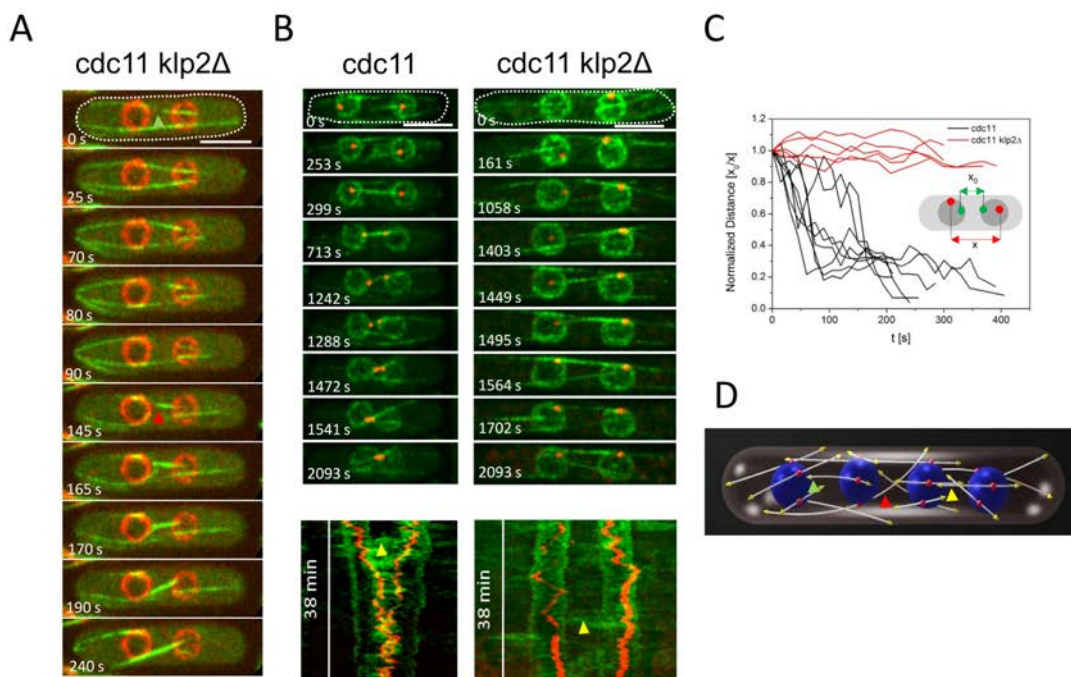 A
cdc11 klp2Δ
0 s
25 s
70 s
80 s
90 s
145 s
165 s
170 s
190 s
240 s
B
cdc11
0 s
253 s
299 s
713 s
1242 s
1288 s
1472 s
1541 s
2093 s
38 min
cdc11 klp2Δ
0 s
161 s
1058 s
1403 s
1449 s
1495 s
1564 s
1702 s
2093 s
38 min
C
Normalized Distance [x₀/x]
1.2
1.0
0.8
0.6
0.4
0.2
0.0
0
100
200
300
400
t [s]
cdc11
cdc11 klp2Δ
x₀
x
D